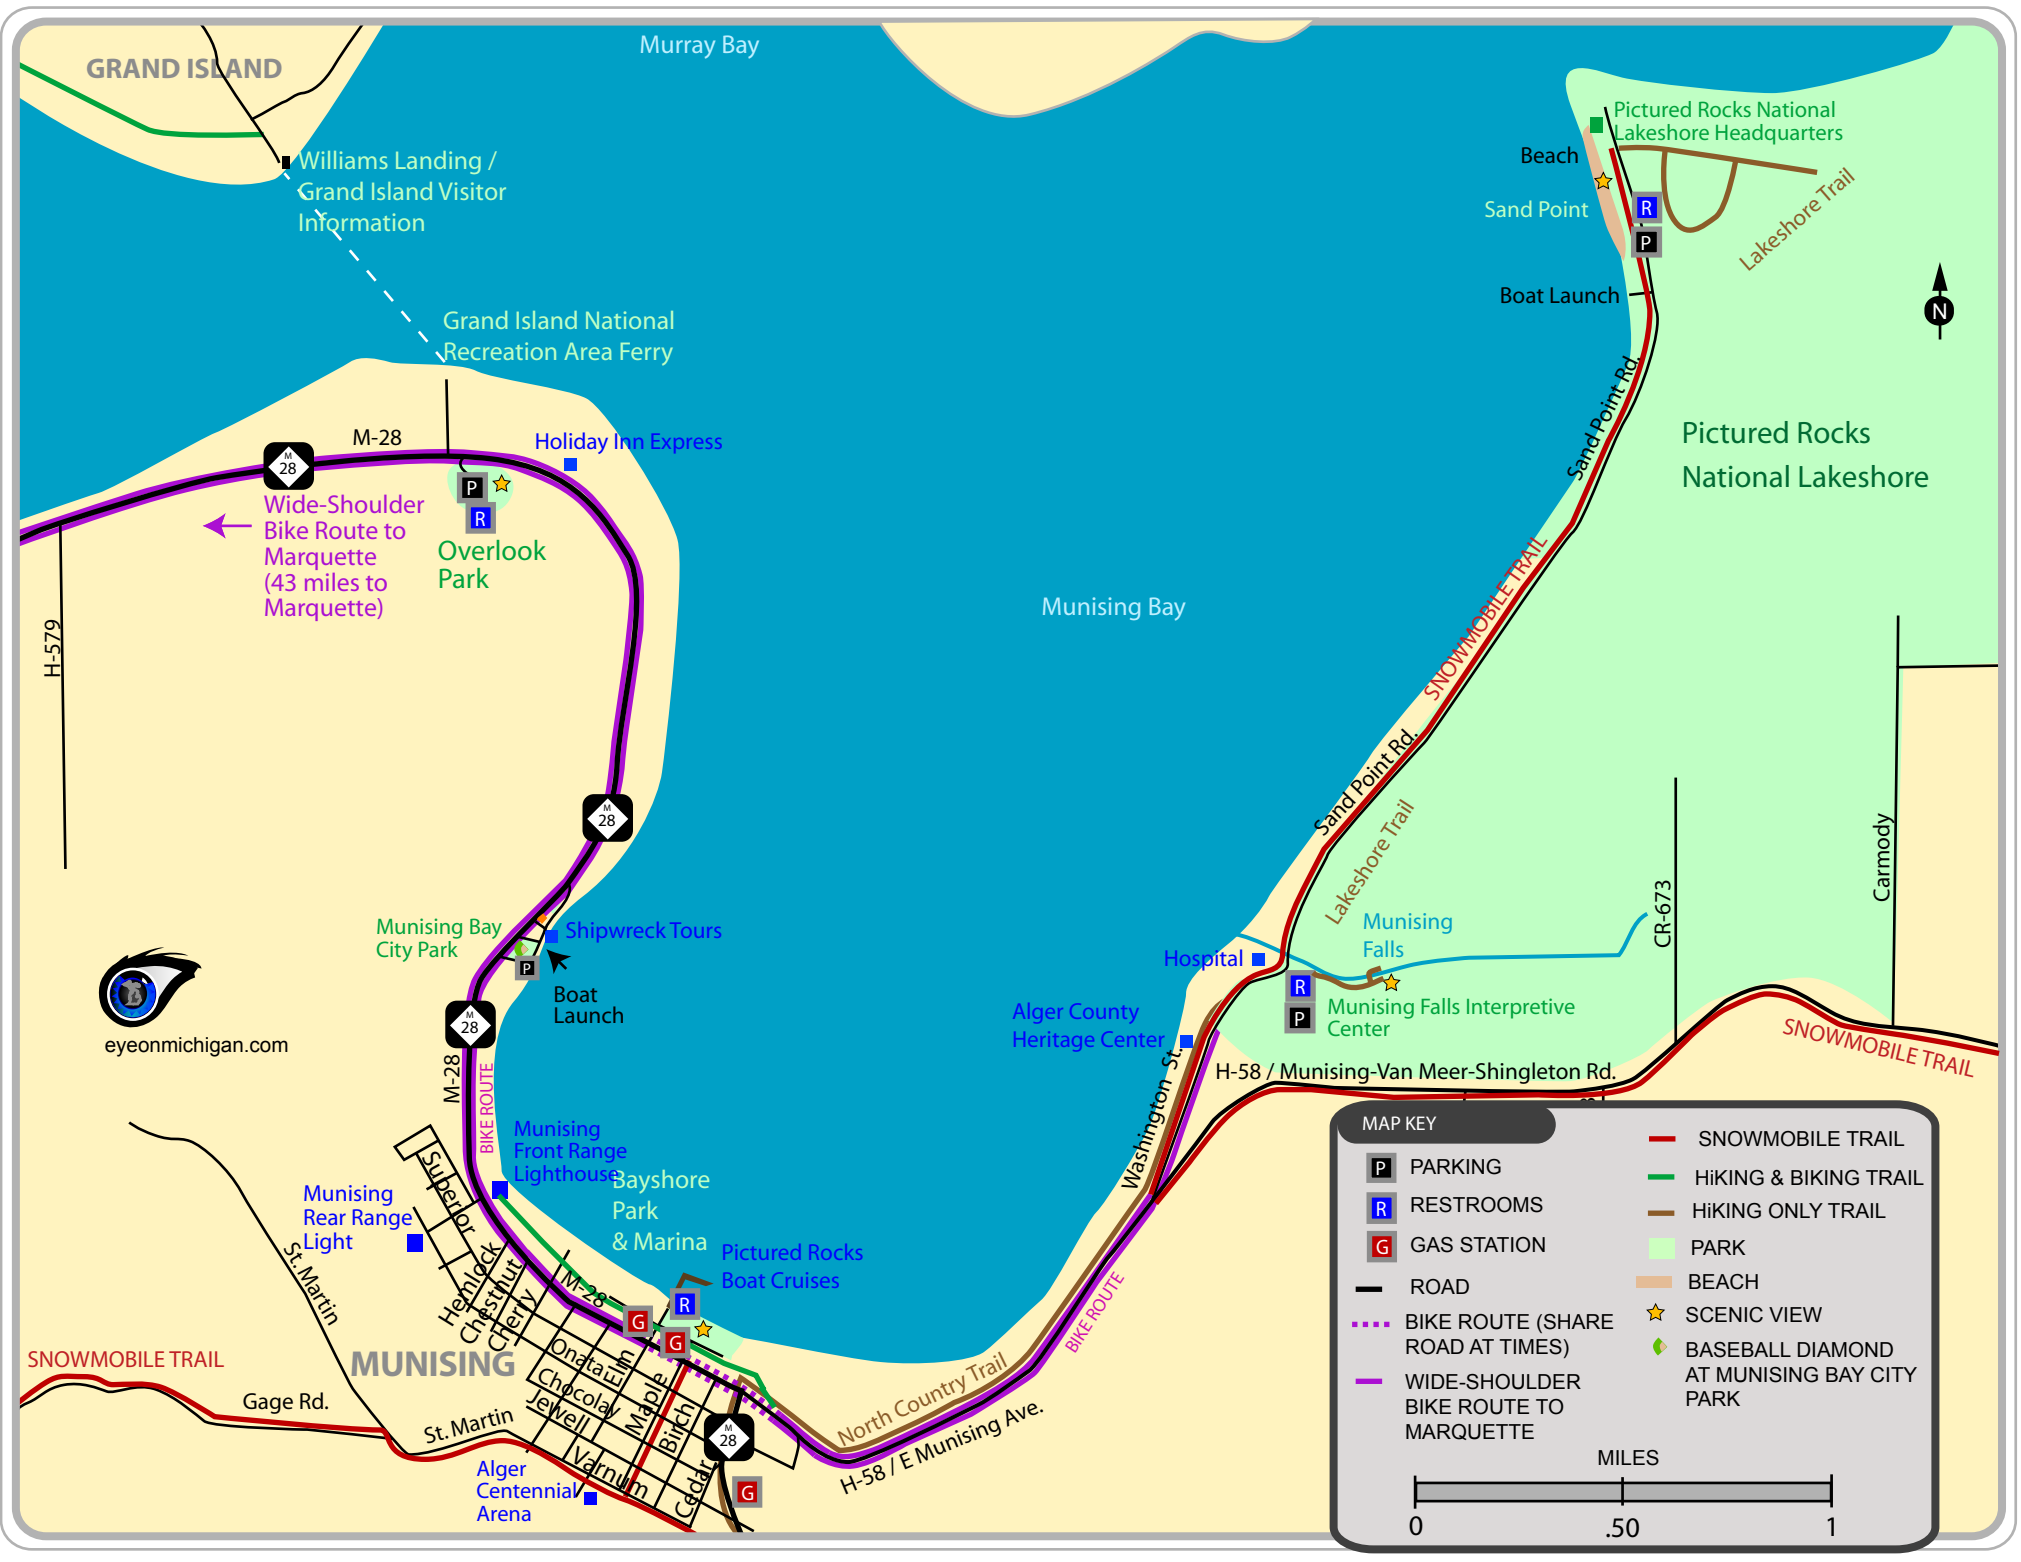 GRAND ISLAND
Murray Bay
Williams Landing /
Grand Island Visitor
Information
Pictured Rocks National
Lakeshore Headquarters
Beach
Sand Point
R
P
Lakeshore Trail
Boat Launch
N
Grand Island National
Recreation Area Ferry
M-28
M
28
Holiday Inn Express
P
R
Overlook
Park
Wide-Shoulder
Bike Route to
Marquette
(43 miles to
Marquette)
H-579
Sand Point Rd.
Pictured Rocks
National Lakeshore
SNOWMOBILE TRAIL
Munising Bay
Sand Point Rd.
M
28
Lakeshore Trail
CR-673
Carmody
Munising Bay
City Park
Shipwreck Tours
P
Boat
Launch
Munising
Falls
Hospital
R
P
Munising Falls Interpretive
Center
Alger County
Heritage Center
eyeonmichigan.com
M
28
M-28
BIKE ROUTE
SNOWMOBILE TRAIL
H-58 / Munising-Van Meer-Shingleton Rd.
Washington St.
Munising
Front Range
Lighthouse
Bayshore
Park
& Marina
Pictured Rocks
Boat Cruises
Munising
Rear Range
Light
Superior
St. Martin
Hemlock
Chestnut
Cherry
M-28
G
R
G
MUNISING
Onata
Elm
Chocolay
Maple
Jewell
Birch
Varnum
Cedar
M
28
G
SNOWMOBILE TRAIL
Gage Rd.
St. Martin
Alger
Centennial
Arena
North Country Trail
H-58 / E Munising Ave.
BIKE ROUTE
MAP KEY
P PARKING
R RESTROOMS
G GAS STATION
ROAD
BIKE ROUTE (SHARE
ROAD AT TIMES)
WIDE-SHOULDER
BIKE ROUTE TO
MARQUETTE
SNOWMOBILE TRAIL
HiKING & BIKING TRAIL
HiKING ONLY TRAIL
PARK
BEACH
SCENIC VIEW
BASEBALL DIAMOND
AT MUNISING BAY CITY
PARK
MILES
0 .50 1